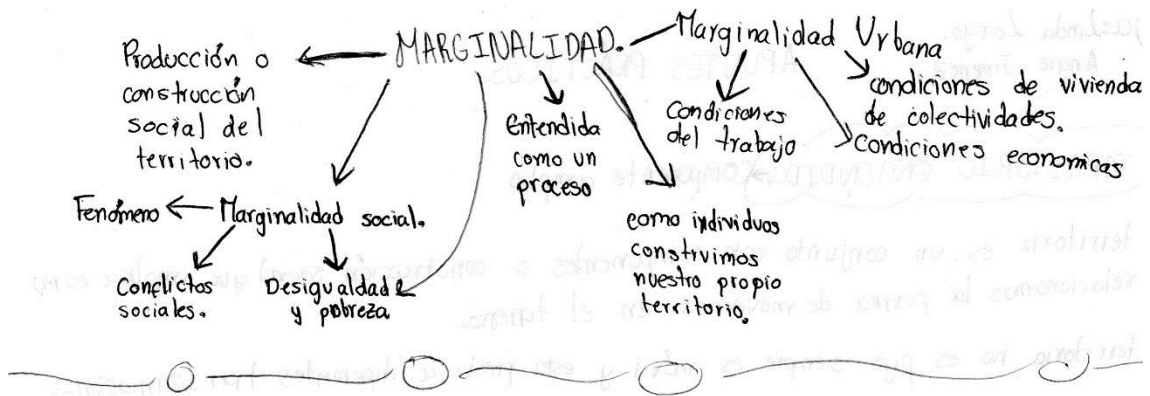 MARGINALIDAD.
Producción o
construcción
social del
territorio.
Marginalidad social.
Fenómeno
Conflictos
sociales.
Desigualdad
y pobreza
Entendida
como un
proceso
como individuos
construimos
nuestro propio
territorio.
Marginalidad Urbana
Condiciones
del trabajo
condiciones de vivienda
de colectividades.
Condiciones economicas